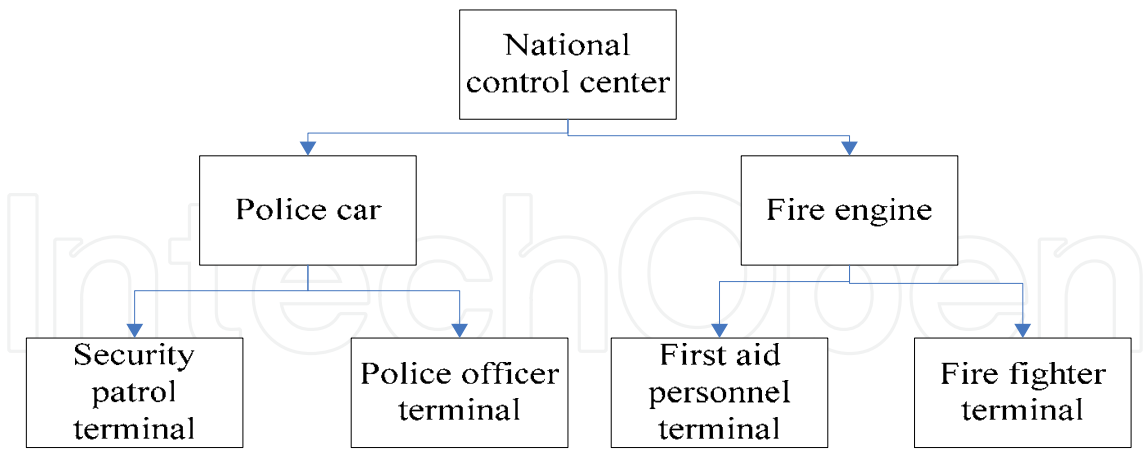 National
control center
Police car
Fire engine
Security
patrol
terminal
Police officer
terminal
First aid
personnel
terminal
Fire fighter
terminal
IntechOpen